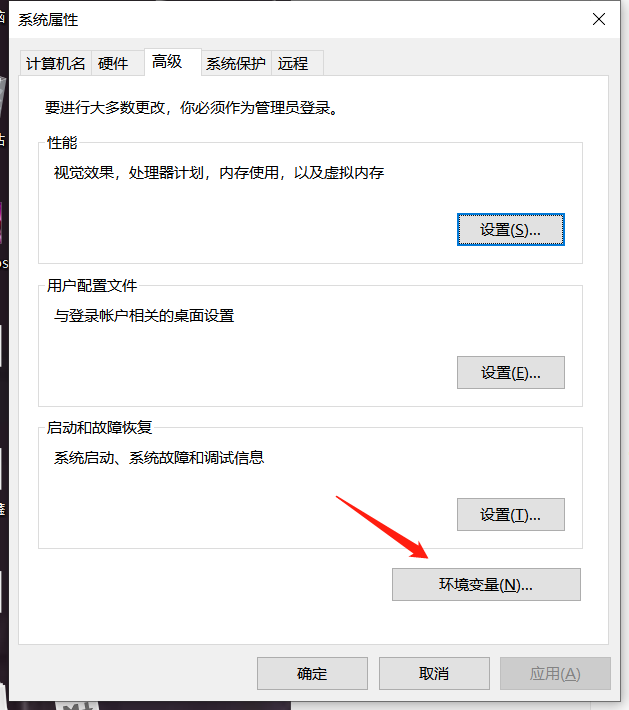 系统属性
计算机名 硬件 高级 系统保护 远程
要进行大多数更改，你必须作为管理员登录。
性能
视觉效果，处理器计划，内存使用，以及虚拟内存
设置(S)...
用户配置文件
与登录帐户相关的桌面设置
设置(E)...
启动和故障恢复
系统启动、系统故障和调试信息
设置(T)...
环境变量(N)...
确定 取消 应用(A)